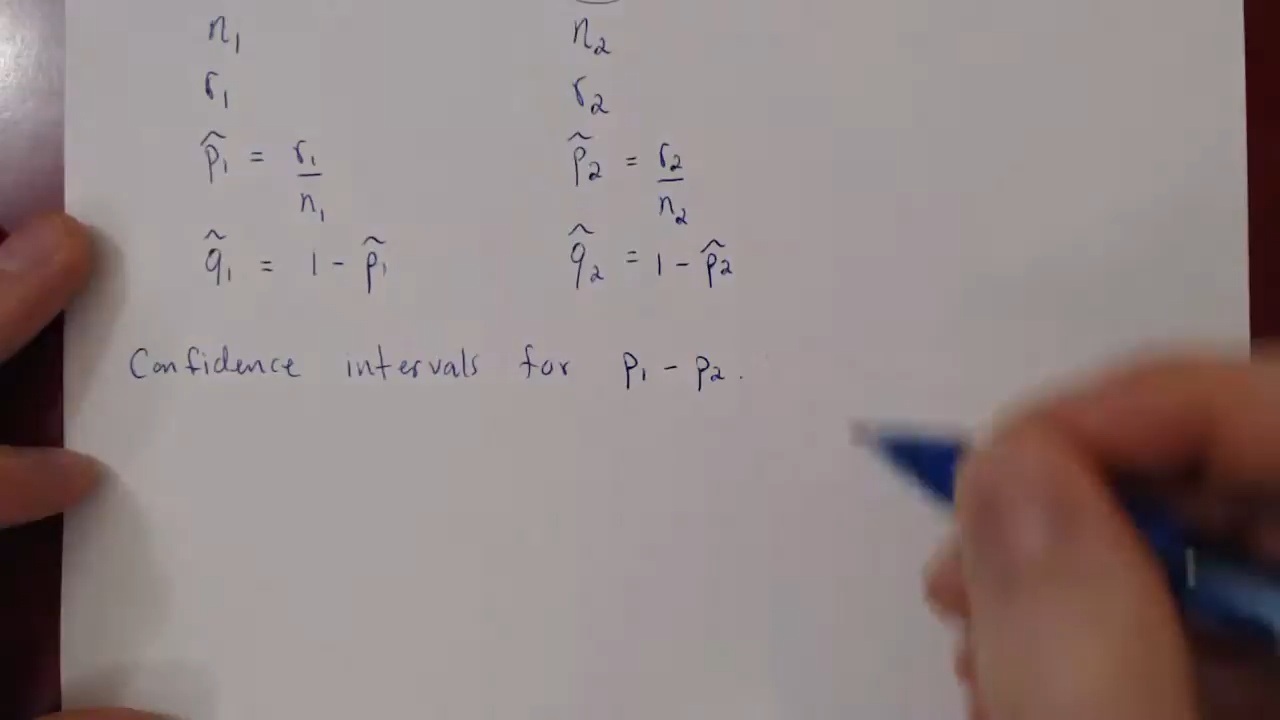 n₁ n₂
r₁ r₂
p̂₁ = r₁/n₁ p̂₂ = r₂/n₂
q̂₁ = 1 - p̂₁ q̂₂ = 1 - p̂₂
Confidence intervals for p₁ - p₂.